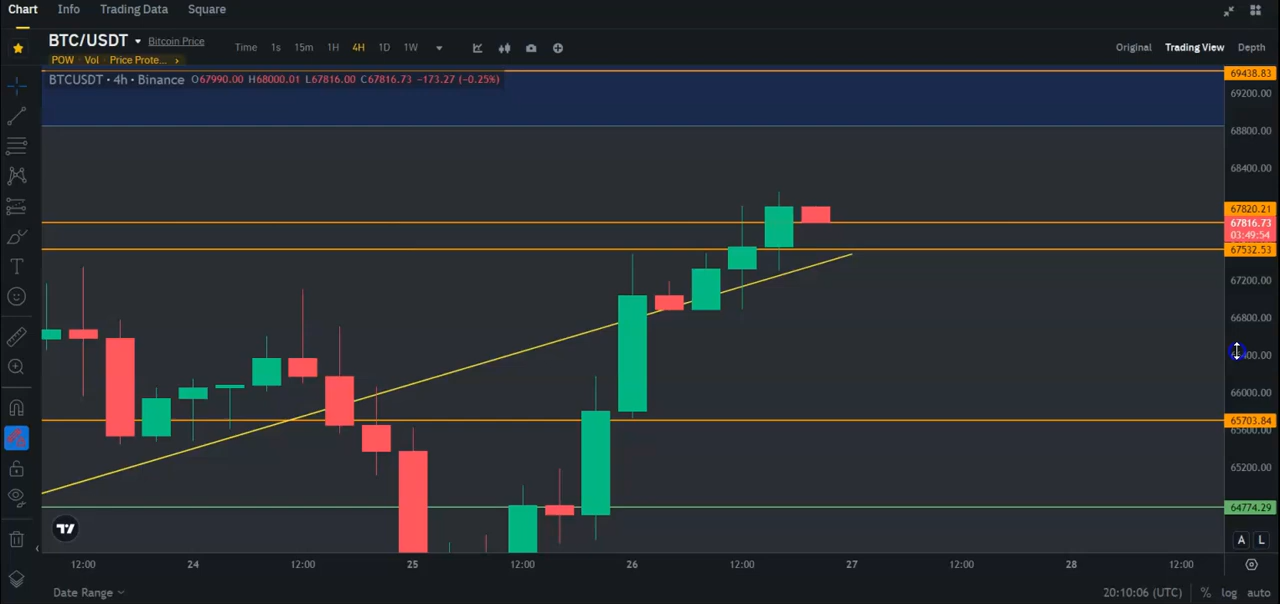 Chart Info Trading Data Square
BTC/USDT Bitcoin Price Time 1s 15m 1H 4H 1D 1W Original Trading View Depth
POW Vol Price Prote...
BTCUSDT · 4h · Binance O67990.00 H68000.01 L67816.00 C67816.73 −173.27 (−0.25%)
69438.83
69200.00
68800.00
68400.00
67820.21
67816.73
03:49:54
67532.53
67200.00
66800.00
66000.00
65703.84
65600.00
65200.00
64774.29
A L
12:00 24 12:00 25 12:00 26 12:00 27 12:00 28 12:00
Date Range 20:10:06 (UTC) % log auto